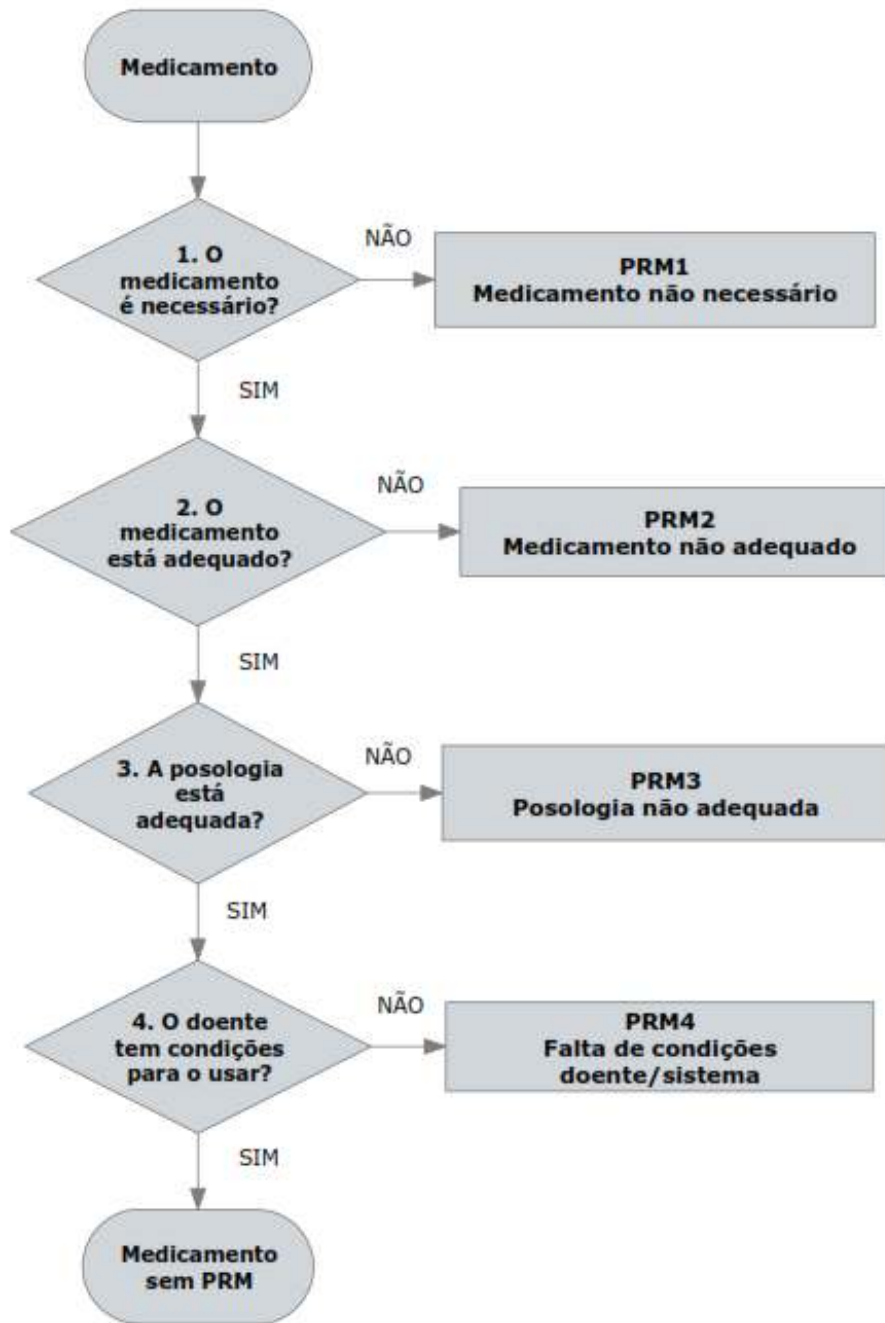 Medicamento
1. O
medicamento
é necessário?
NÃO
PRM1
Medicamento não necessário
SIM
2. O
medicamento
está adequado?
NÃO
PRM2
Medicamento não adequado
SIM
3. A posologia
está
adequada?
NÃO
PRM3
Posologia não adequada
SIM
4. O doente
tem condições
para o usar?
NÃO
PRM4
Falta de condições
doente/sistema
SIM
Medicamento
sem PRM